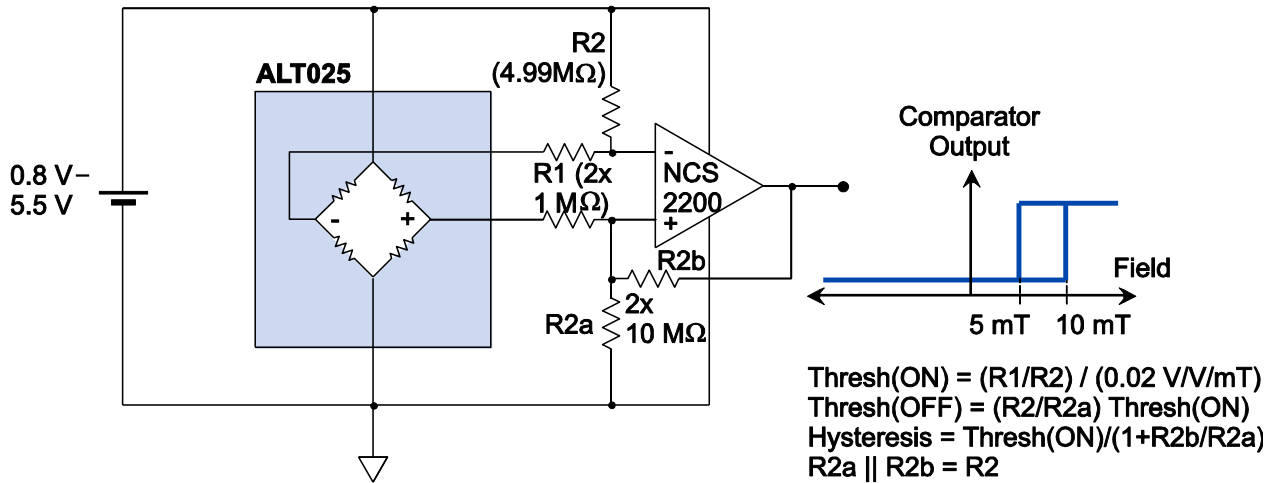 R2
(4.99MΩ)
ALT025
0.8 V–
5.5 V
R1 (2x
1 MΩ)
-
NCS
2200
+
-
+
R2b
2x
10 MΩ
R2a
Comparator
Output
Field
5 mT
10 mT
Thresh(ON) = (R1/R2) / (0.02 V/V/mT)
Thresh(OFF) = (R2/R2a) Thresh(ON)
Hysteresis = Thresh(ON)/(1+R2b/R2a)
R2a || R2b = R2